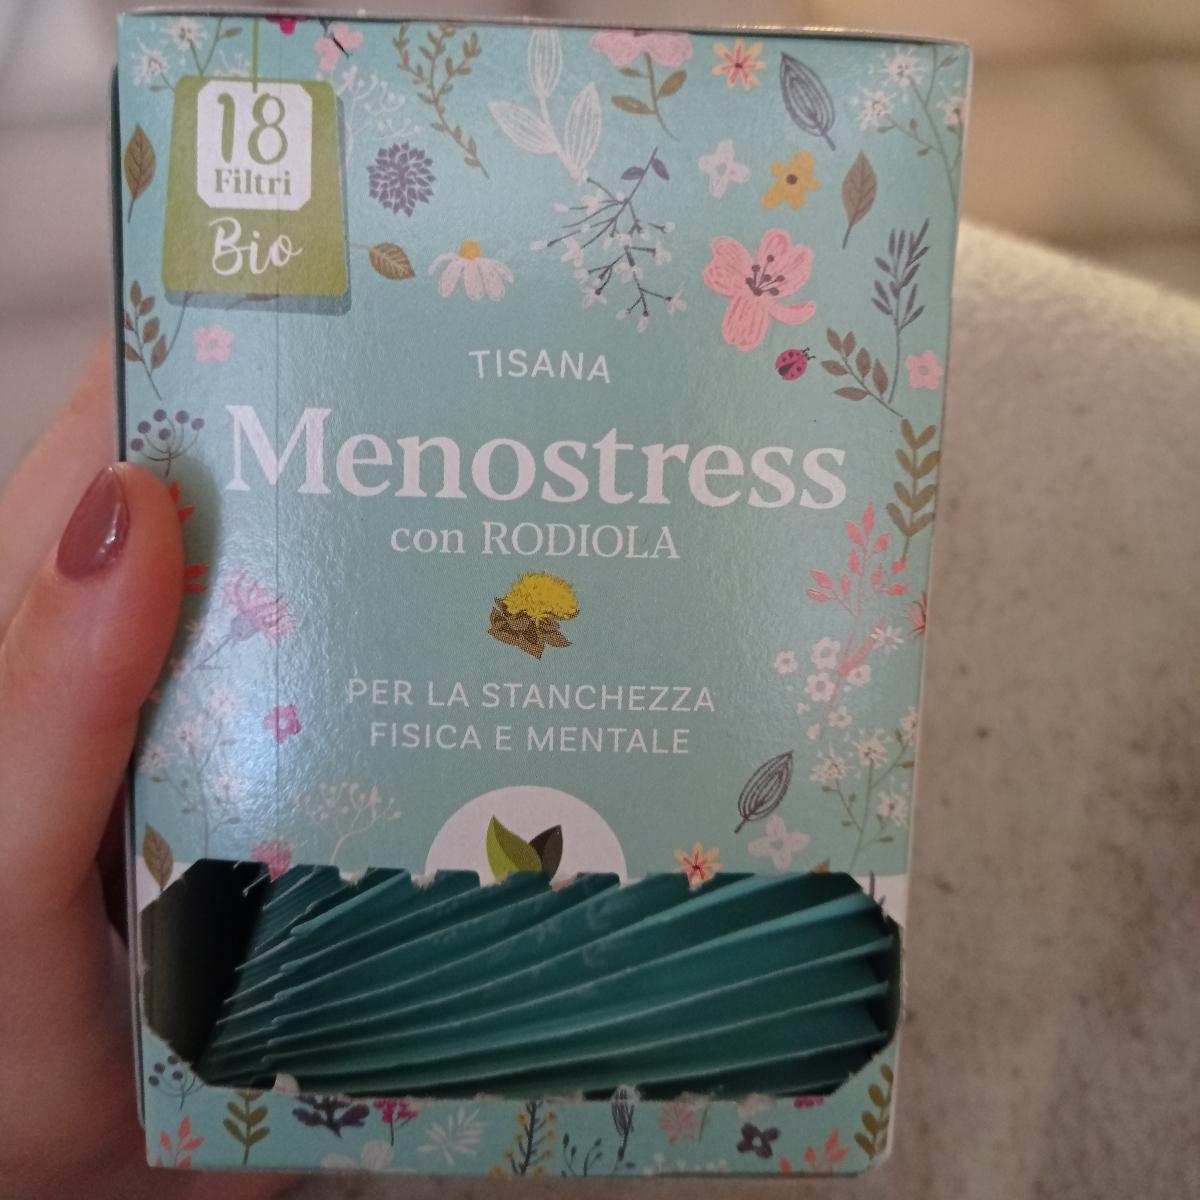 18
Filtri
Bio
TISANA
Menostress
con RODIOLA
PER LA STANCHEZZA
FISICA E MENTALE